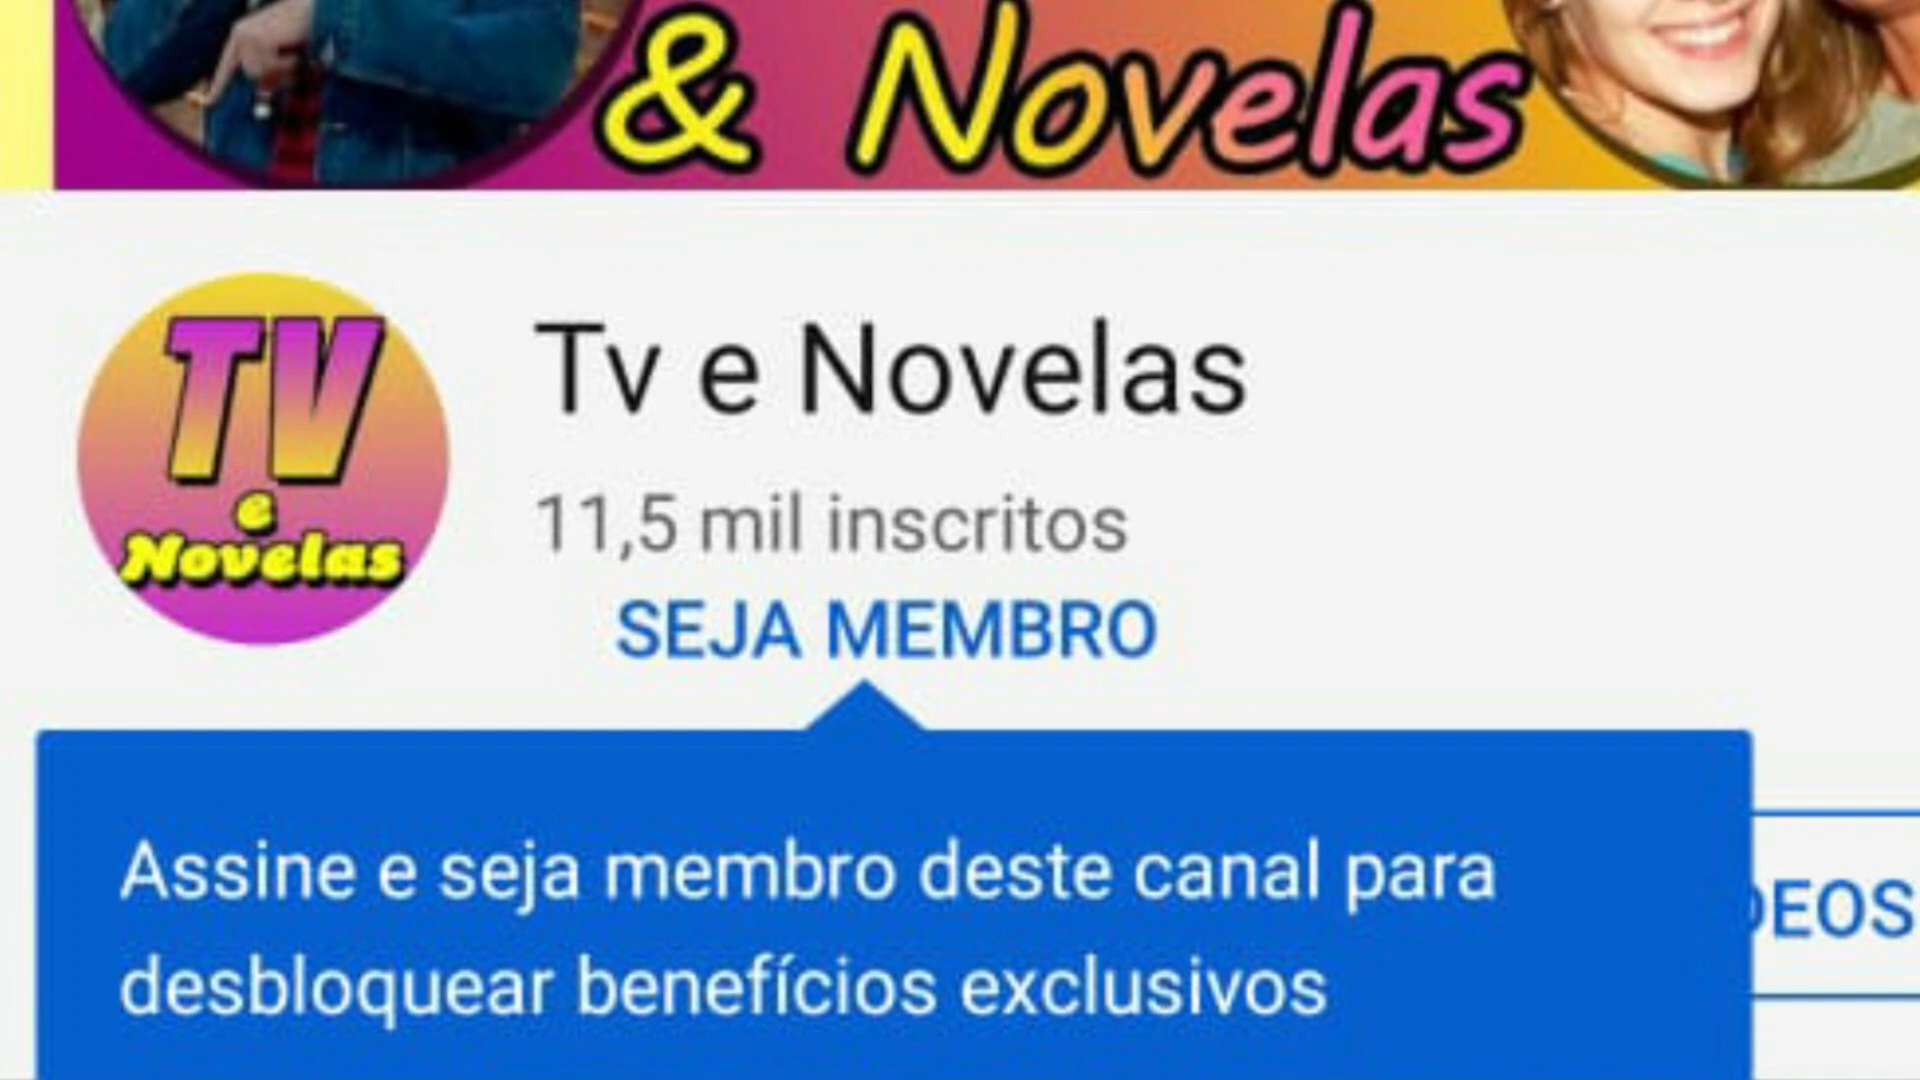 & Novelas
TV
e
Novelas
Tv e Novelas
11,5 mil inscritos
SEJA MEMBRO
Assine e seja membro deste canal para
desbloquear benefícios exclusivos
DEOS